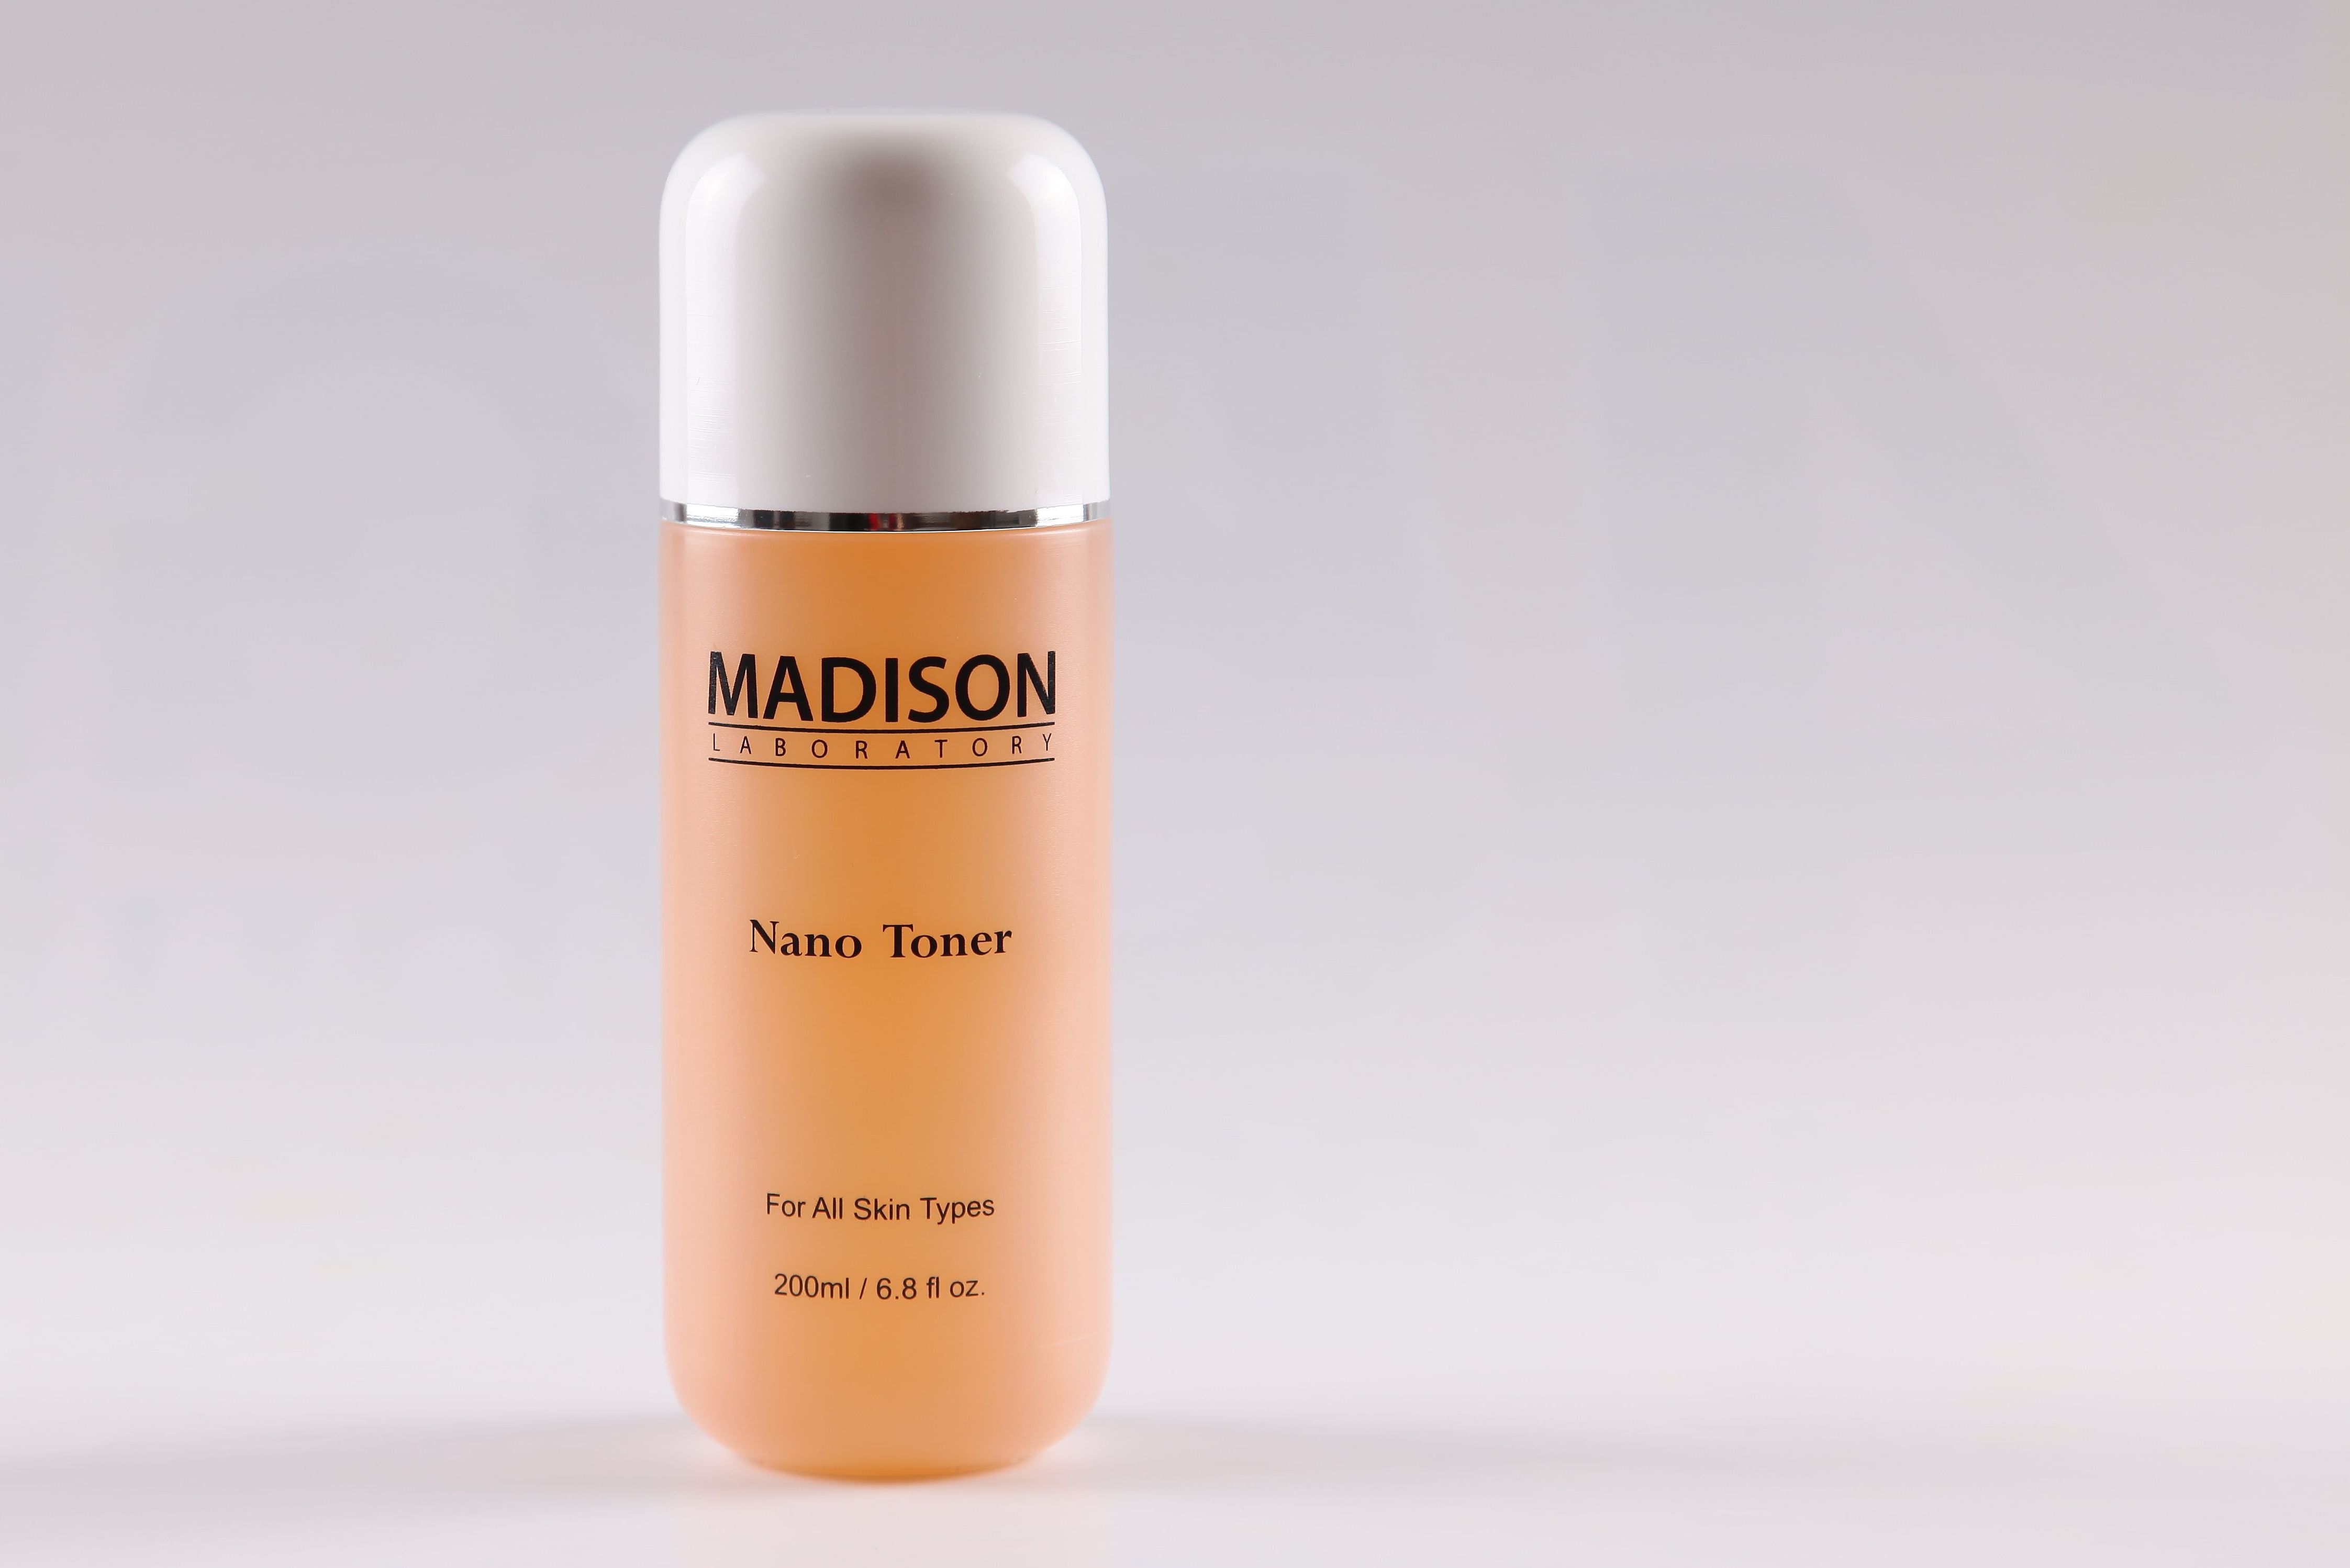 MADISON
LABORATORY
Nano Toner
For All Skin Types
200ml / 6.8 fl oz.